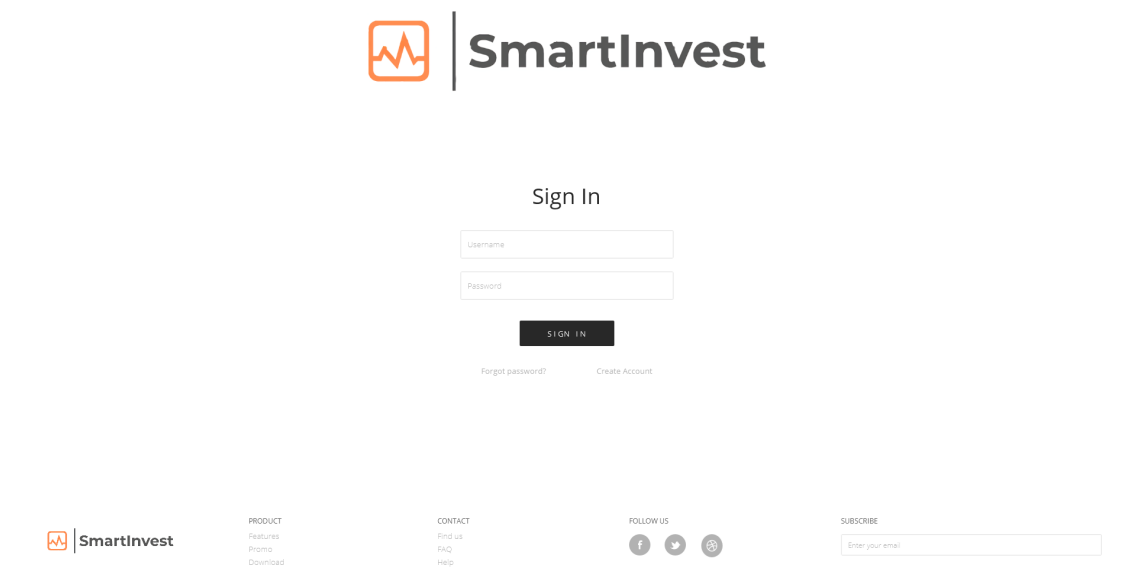 SmartInvest
Sign In
Username
Password
SIGN IN
Forgot password?
Create Account
SmartInvest
PRODUCT
Features
Promo
Download
CONTACT
Find us
FAQ
Help
FOLLOW US
SUBSCRIBE
Enter your email